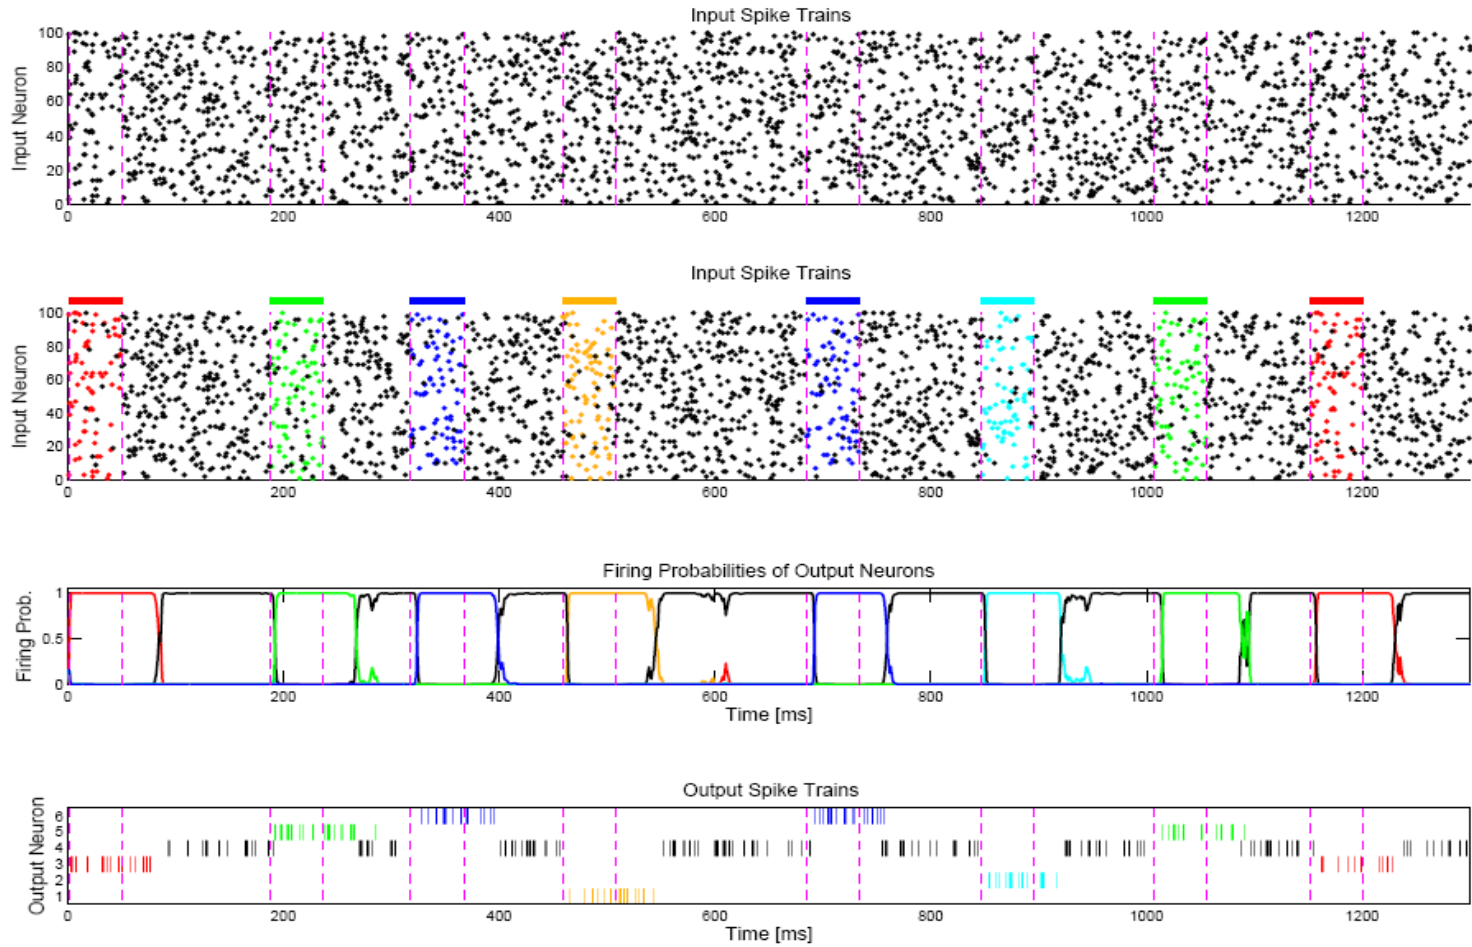 Input Spike Trains
Input Neuron
100
80
60
40
20
0
0 200 400 600 800 1000 1200
Input Spike Trains
Input Neuron
100
80
60
40
20
0
0 200 400 600 800 1000 1200
Firing Probabilities of Output Neurons
Firing Prob.
1
0.5
0
0 200 400 600 800 1000 1200
Time [ms]
Output Spike Trains
Output Neuron
6
5
4
3
2
1
0 200 400 600 800 1000 1200
Time [ms]